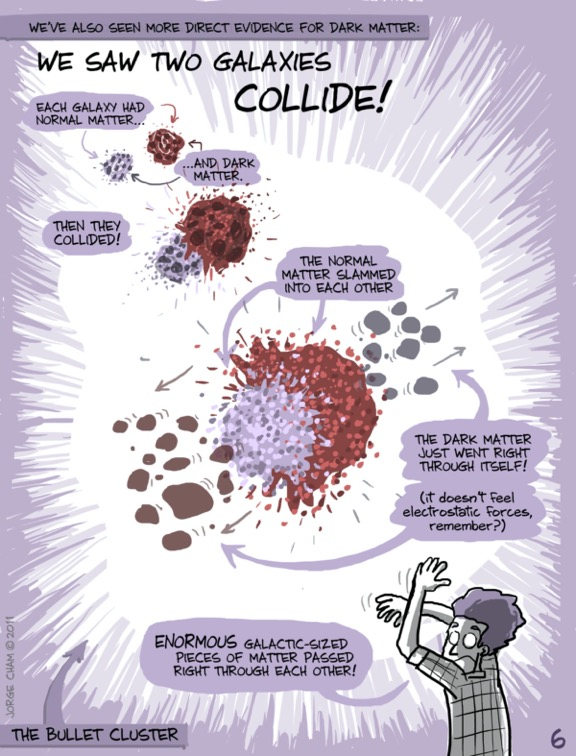 WE'VE ALSO SEEN MORE DIRECT EVIDENCE FOR DARK MATTER:
WE SAW TWO GALAXIES
COLLIDE!
EACH GALAXY HAD
NORMAL MATTER...
...AND DARK
MATTER.
THEN THEY
COLLIDED!
THE NORMAL
MATTER SLAMMED
INTO EACH OTHER
THE DARK MATTER
JUST WENT RIGHT
THROUGH ITSELF!
(it doesn't feel
electrostatic forces,
remember?)
ENORMOUS GALACTIC-SIZED
PIECES OF MATTER PASSED
RIGHT THROUGH EACH OTHER!
JORGE CHAM © 2011
THE BULLET CLUSTER
6